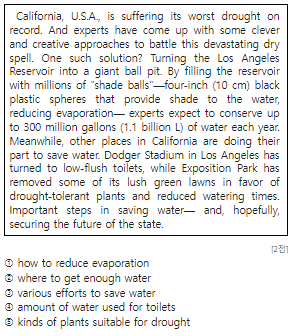 California, U.S.A., is suffering its worst drought on
record. And experts have come up with some clever
and creative approaches to battle this devastating dry
spell. One such solution? Turning the Los Angeles
Reservoir into a giant ball pit. By filling the reservoir
with millions of "shade balls"—four-inch (10 cm) black
plastic spheres that provide shade to the water,
reducing evaporation— experts expect to conserve up
to 300 million gallons (1.1 billion L) of water each year.
Meanwhile, other places in California are doing their
part to save water. Dodger Stadium in Los Angeles has
turned to low-flush toilets, while Exposition Park has
removed some of its lush green lawns in favor of
drought-tolerant plants and reduced watering times.
Important steps in saving water— and, hopefully,
securing the future of the state.
[2점]
① how to reduce evaporation
② where to get enough water
③ various efforts to save water
④ amount of water used for toilets
⑤ kinds of plants suitable for drought